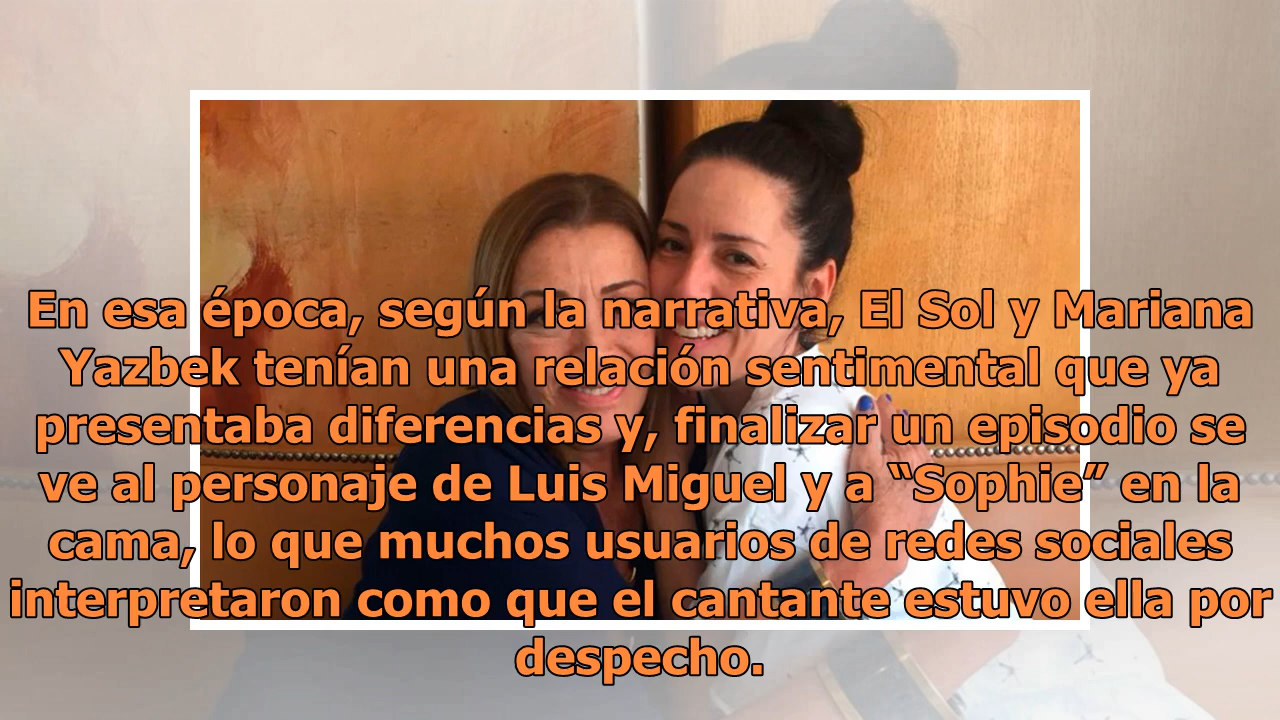 En esa época, según la narrativa, El Sol y Mariana
Yazbek tenían una relación sentimental que ya
presentaba diferencias y, finalizar un episodio se
ve al personaje de Luis Miguel y a “Sophie” en la
cama, lo que muchos usuarios de redes sociales
interpretaron como que el cantante estuvo ella por
despecho.